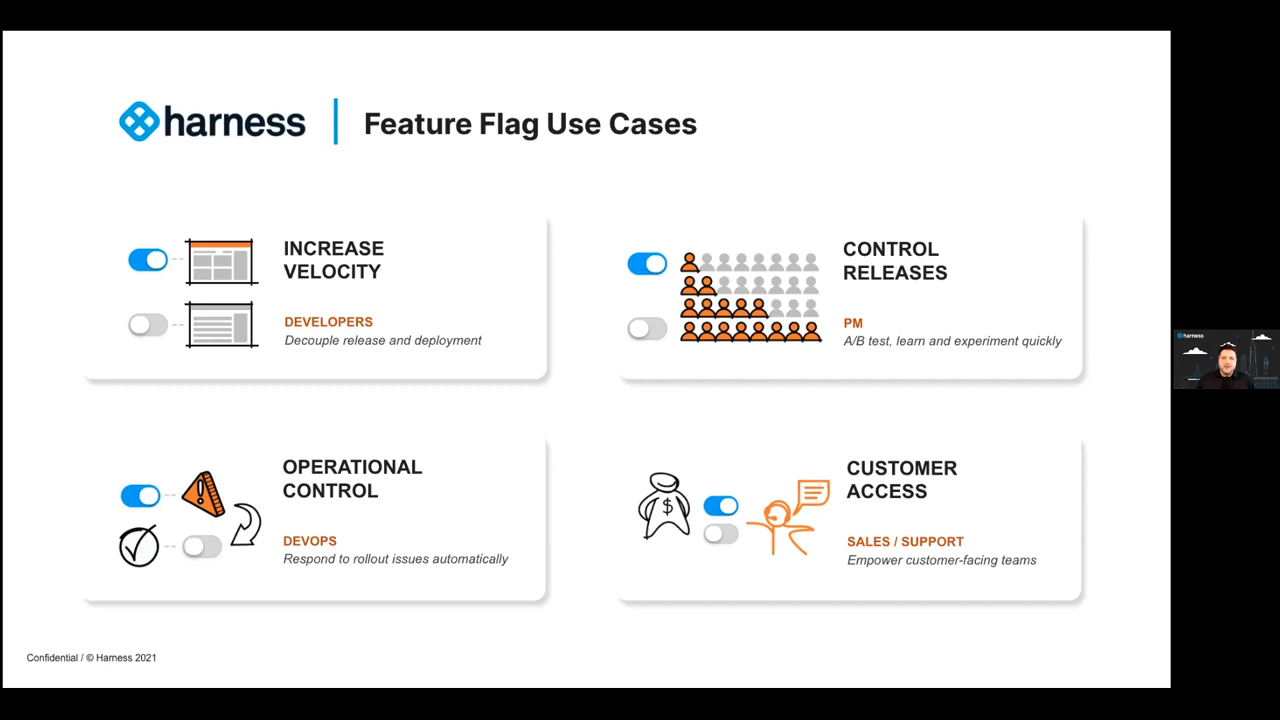 harness
Feature Flag Use Cases
INCREASE
VELOCITY
DEVELOPERS
Decouple release and deployment
CONTROL
RELEASES
PM
A/B test, learn and experiment quickly
OPERATIONAL
CONTROL
DEVOPS
Respond to rollout issues automatically
$
CUSTOMER
ACCESS
SALES / SUPPORT
Empower customer-facing teams
harness
Confidential / © Harness 2021